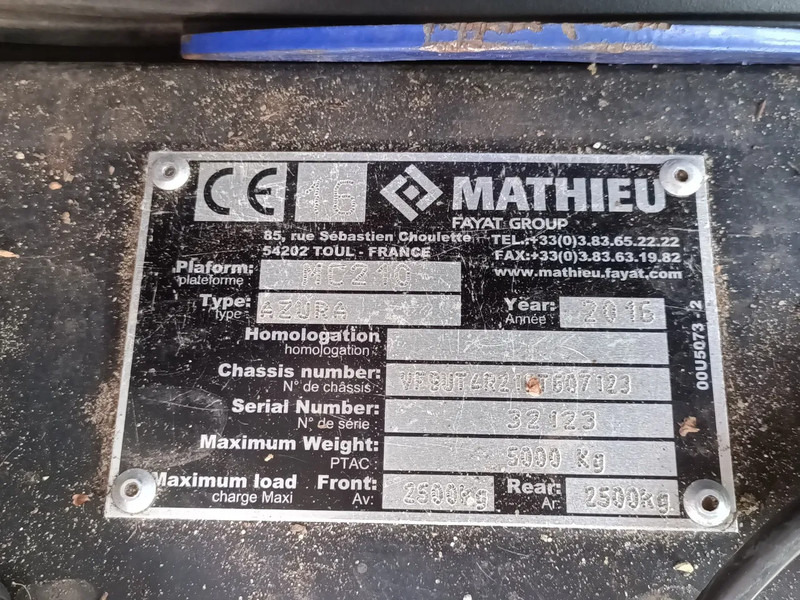 CE 16 MATHIEU
FAYAT GROUP
85, rue Sébastien Choulette TEL.:+33(0)3.83.65.22.22
54202 TOUL - FRANCE FAX:+33(0)3.83.63.19.82
www.mathieu.fayat.com
Plaform: MC210
plateforme
Type: AZURA Year: 2016
type Année
Homologation
homologation
Chassis number:
N° de châssis
Serial Number: 32123
N° de série
Maximum Weight: 5000 Kg
PTAC
Maximum load Front: 2500kg Rear: 2500kg
charge Maxi Av: Ar:
00U5073 - 2